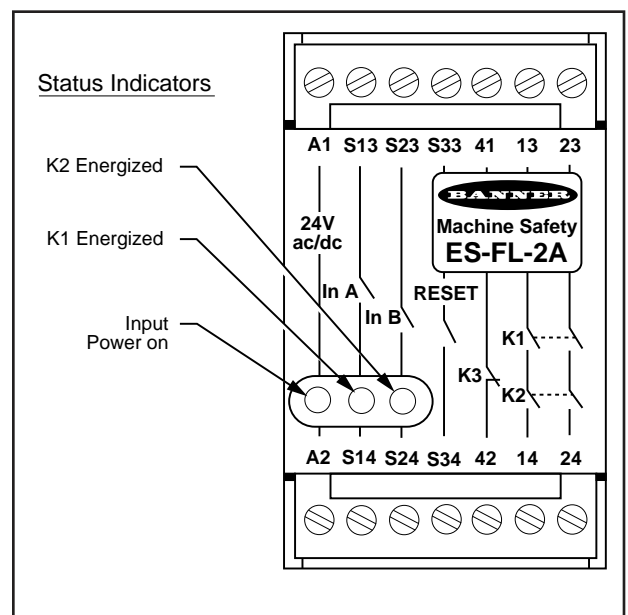 Status Indicators
K2 Energized
K1 Energized
Input
Power on
A1 S13 S23 S33 41 13 23
BANNER
Machine Safety
ES-FL-2A
24V
ac/dc
In A
In B
RESET
K1
K3
K2
A2 S14 S24 S34 42 14 24